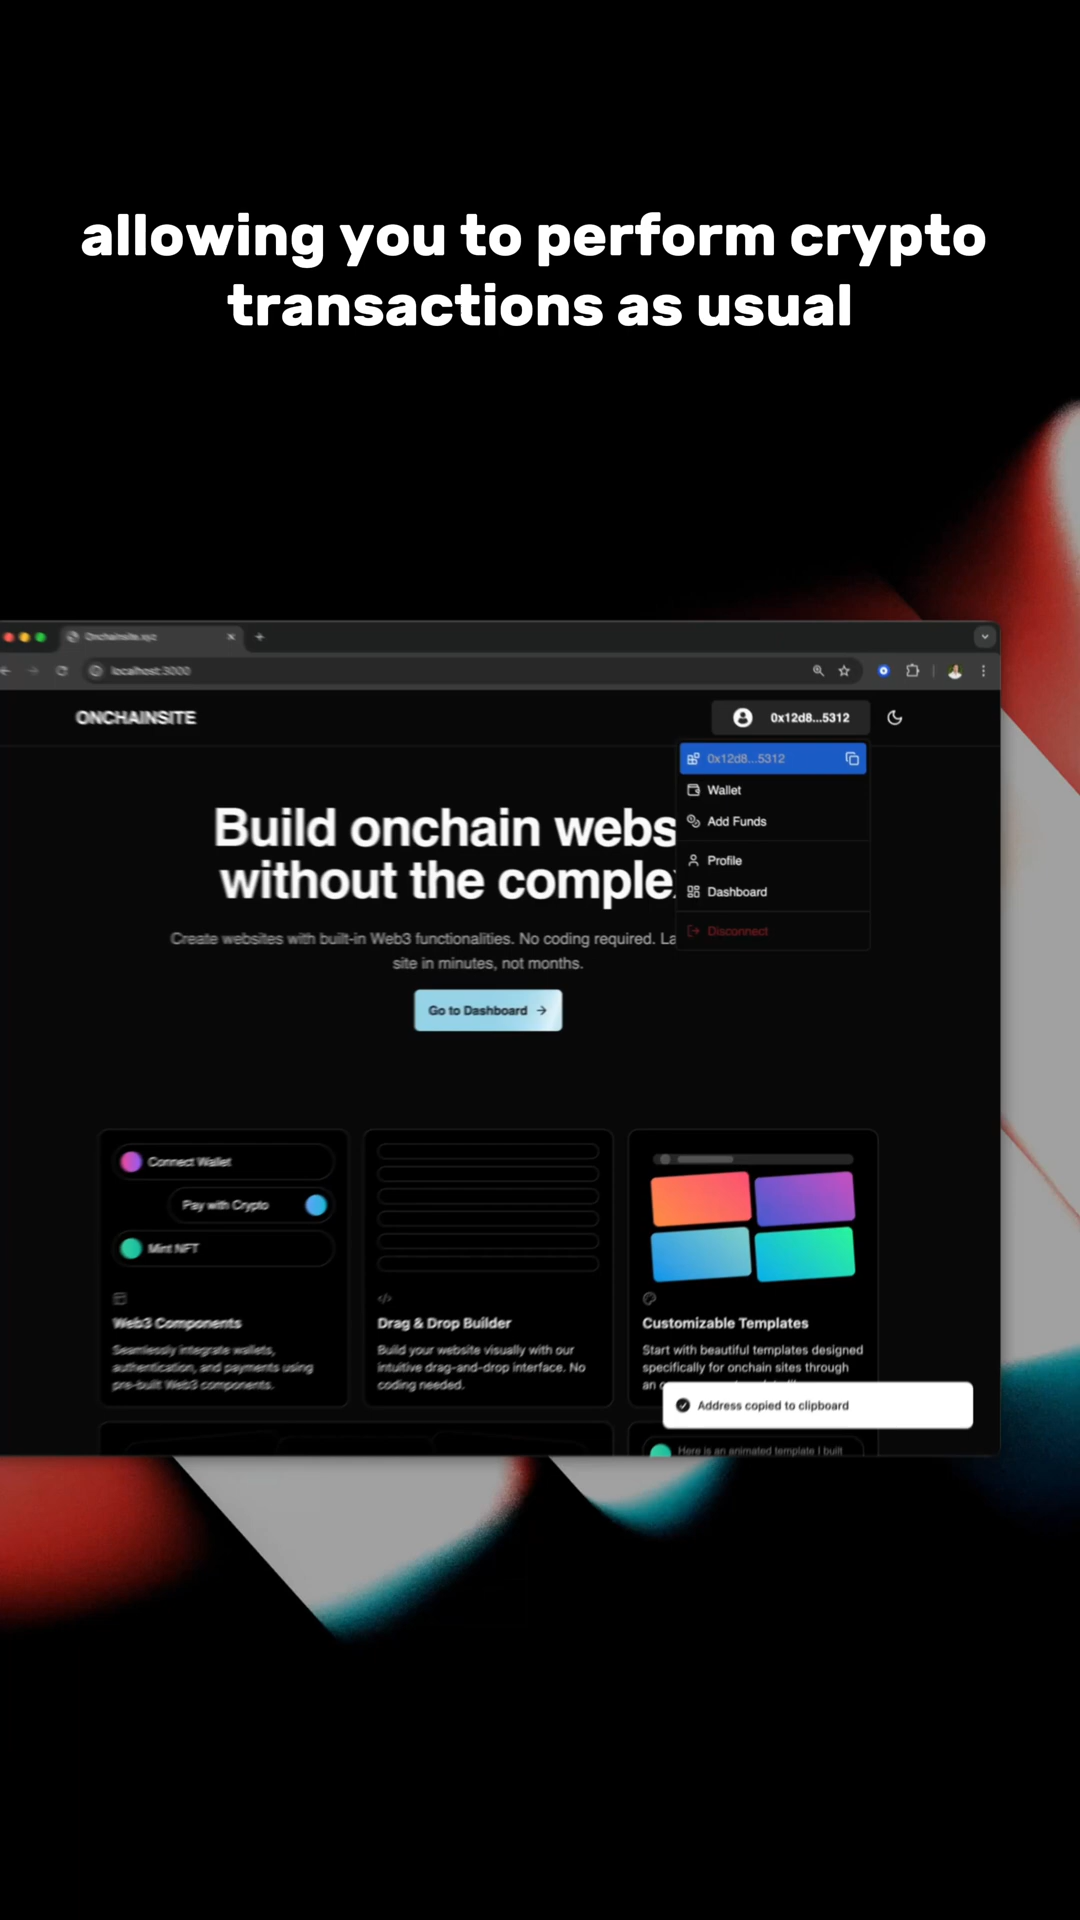 allowing you to perform crypto
transactions as usual
Onchainsite.xyz
localhost:3000
ONCHAINSITE
0x12d8...5312
0x12d8...5312
Wallet
Add Funds
Profile
Dashboard
Disconnect
Build onchain webs
without the comple
Create websites with built-in Web3 functionalities. No coding required. La
site in minutes, not months.
Go to Dashboard →
Connect Wallet
Pay with Crypto
Mint NFT
Web3 Components
Seamlessly integrate wallets,
authentication, and payments using
pre-built Web3 components.
</>
Drag & Drop Builder
Build your website visually with our
intuitive drag-and-drop interface. No
coding needed.
Customizable Templates
Start with beautiful templates designed
specifically for onchain sites through
an
Address copied to clipboard
Here is an animated template I built